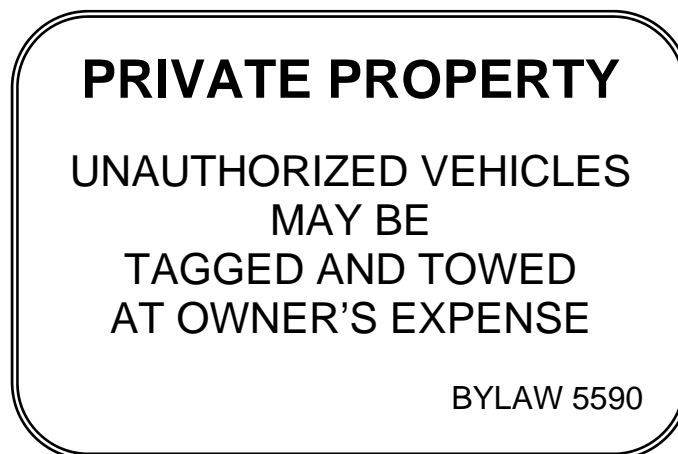 PRIVATE PROPERTY
UNAUTHORIZED VEHICLES
MAY BE
TAGGED AND TOWED
AT OWNER’S EXPENSE
BYLAW 5590